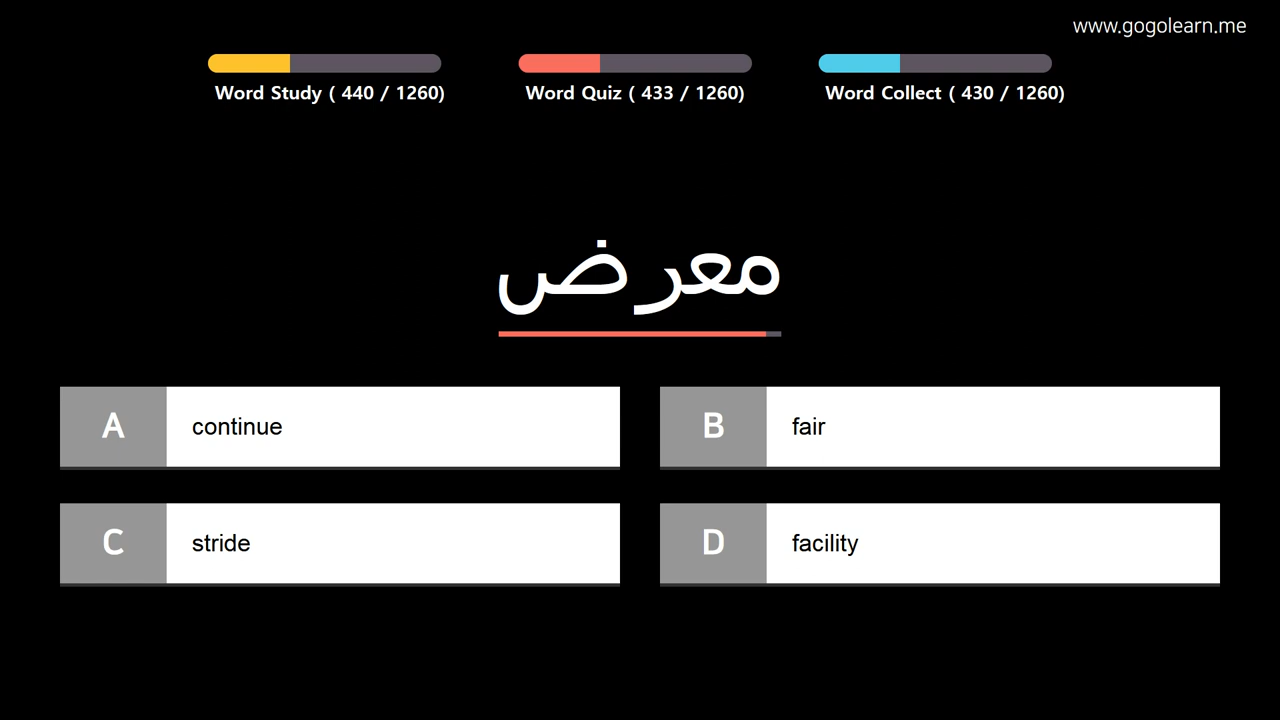 www.gogolearn.me
Word Study ( 440 / 1260)
Word Quiz ( 433 / 1260)
Word Collect ( 430 / 1260)
معرض
A continue
B fair
C stride
D facility